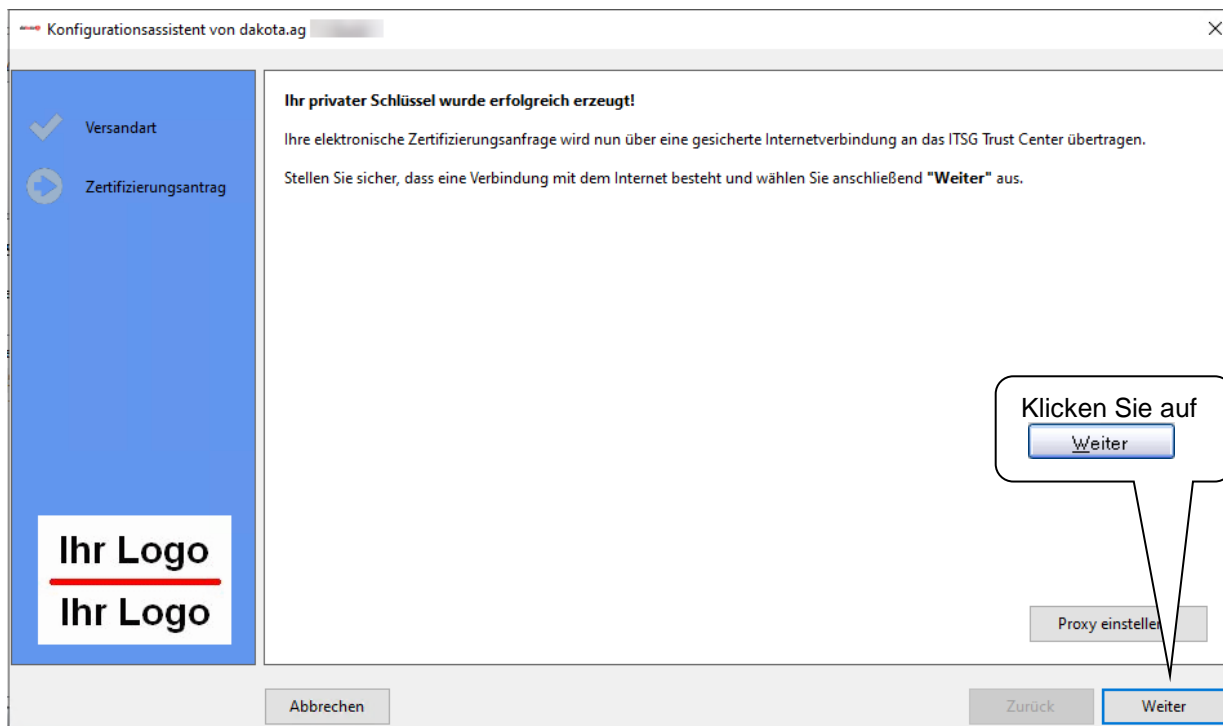 Konfigurationsassistent von dakota.ag
Versandart
Zertifizierungsantrag
Ihr privater Schlüssel wurde erfolgreich erzeugt!
Ihre elektronische Zertifizierungsanfrage wird nun über eine gesicherte Internetverbindung an das ITSG Trust Center übertragen.
Stellen Sie sicher, dass eine Verbindung mit dem Internet besteht und wählen Sie anschließend "Weiter" aus.
Klicken Sie auf
Weiter
Ihr Logo
Ihr Logo
Proxy einstellen
Abbrechen
Zurück
Weiter